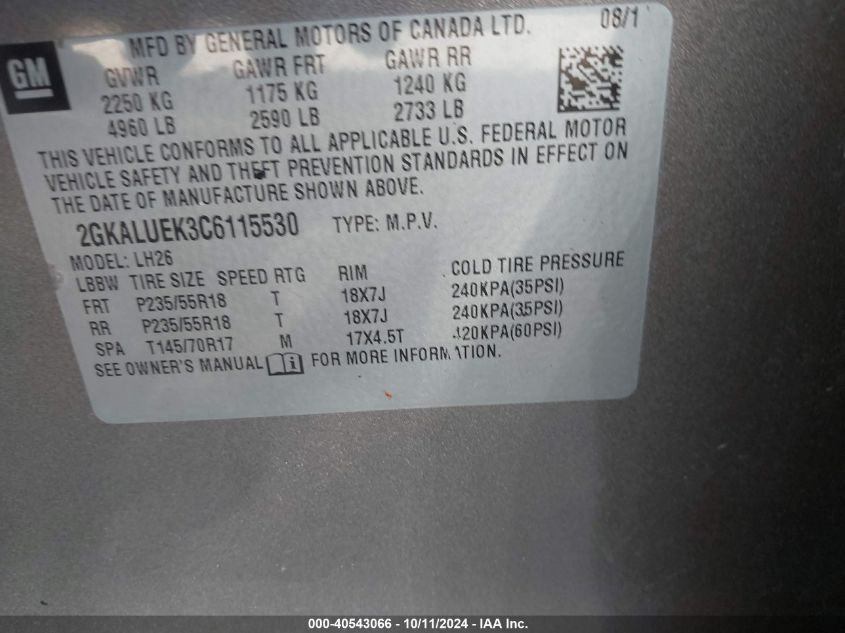 GM
MFD BY GENERAL MOTORS OF CANADA LTD. 08/1
GVWR GAWR FRT GAWR RR
2250 KG 1175 KG 1240 KG
4960 LB 2590 LB 2733 LB
THIS VEHICLE CONFORMS TO ALL APPLICABLE U.S. FEDERAL MOTOR
VEHICLE SAFETY AND THEFT PREVENTION STANDARDS IN EFFECT ON
THE DATE OF MANUFACTURE SHOWN ABOVE.
2GKALUEK3C6115530 TYPE: M.P.V.
MODEL: LH26
LBBW TIRE SIZE SPEED RTG RIM COLD TIRE PRESSURE
FRT P235/55R18 T 18X7J 240KPA(35PSI)
RR P235/55R18 T 18X7J 240KPA(35PSI)
SPA T145/70R17 M 17X4.5T 420KPA(60PSI)
SEE OWNER'S MANUAL FOR MORE INFORMATION.
000-40543066 - 10/11/2024 - IAA Inc.